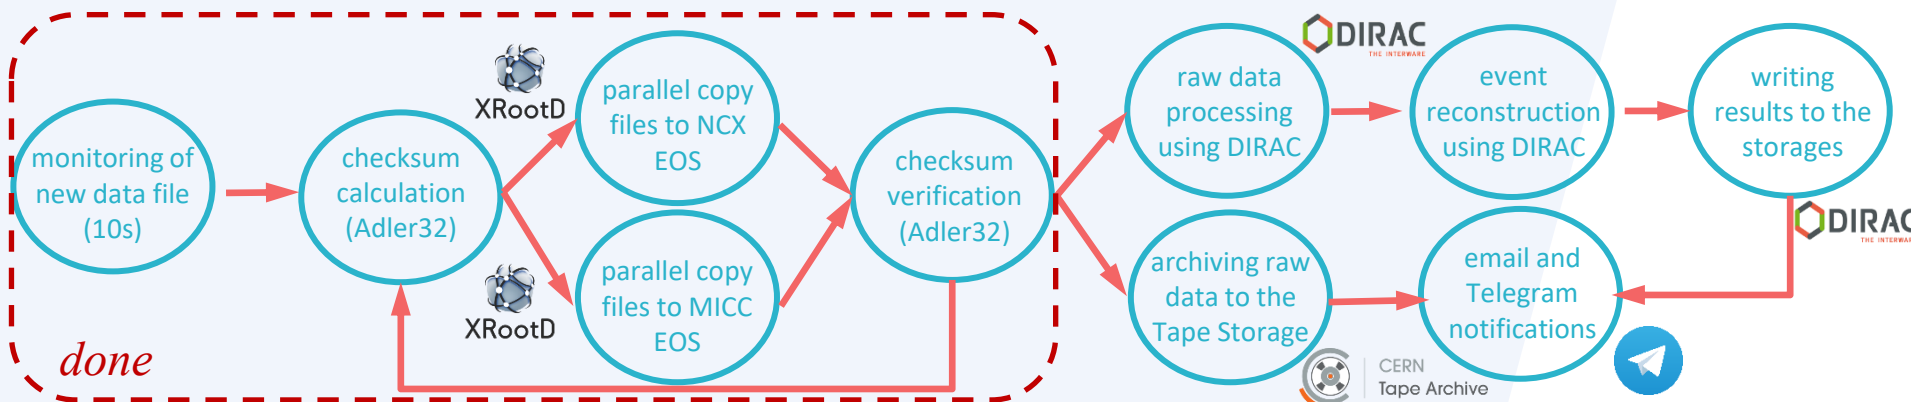 monitoring of
new data file
(10s)
checksum
calculation
(Adler32)
XRootD
parallel copy
files to NCX
EOS
XRootD
parallel copy
files to MICC
EOS
checksum
verification
(Adler32)
done
raw data
processing
using DIRAC
DIRAC
THE INTERWARE
event
reconstruction
using DIRAC
writing
results to the
storages
DIRAC
THE INTERWARE
archiving raw
data to the
Tape Storage
CERN
Tape Archive
email and
Telegram
notifications